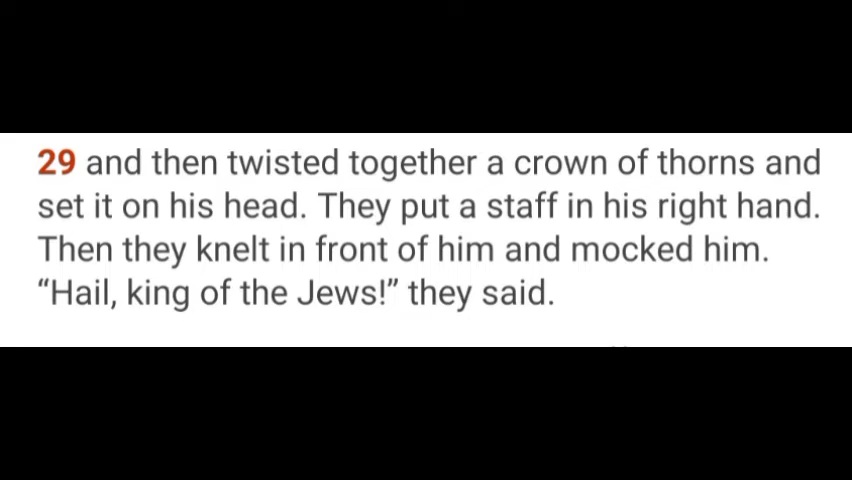 29 and then twisted together a crown of thorns and
set it on his head. They put a staff in his right hand.
Then they knelt in front of him and mocked him.
“Hail, king of the Jews!” they said.